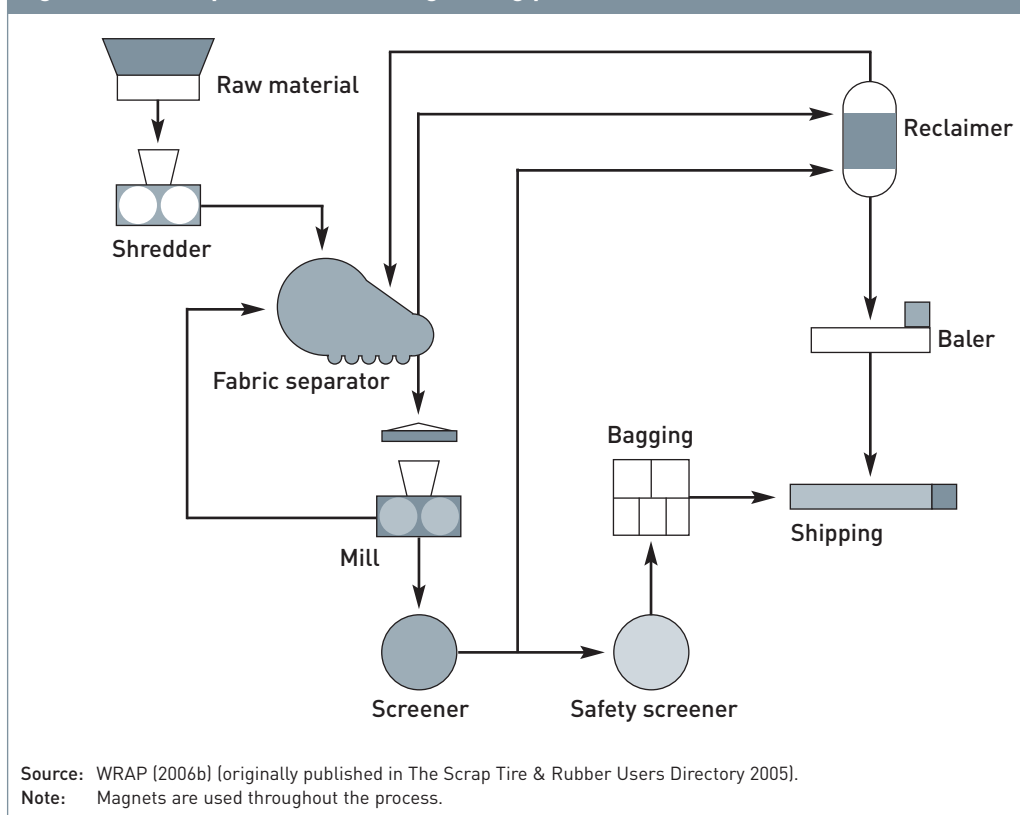 Raw material
Reclaimer
Shredder
Baler
Fabric separator
Bagging
Shipping
Mill
Screener
Safety screener
Source: WRAP (2006b) (originally published in The Scrap Tire & Rubber Users Directory 2005).
Note: Magnets are used throughout the process.